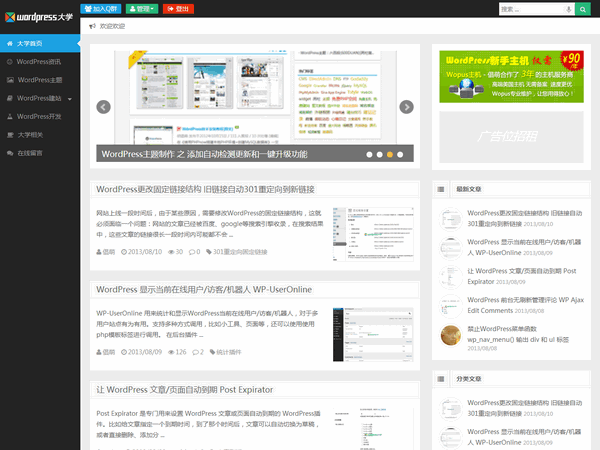 wordpress大学
加入Q群
管理
登出
搜索 ...
大学首页
WordPress资讯
WordPress主题
WordPress建站
WordPress开发
大学相关
在线留言
欢迎欢迎
WordPress主题制作 之 添加自动检测更新和一键升级功能
WordPress更改固定链接结构 旧链接自动301重定向到新链接
网站上线一段时间后，由于某些原因，需要修改WordPress的固定链接结构，这就
必须面临一个问题：网站的文章已经被百度、google等搜索引擎收录，在搜索结果
中，这些文章的链接很长一段时间内可能都不会 ...
倡萌 2013/08/10 30 0 301重定向固定链接
WordPress 显示当前在线用户/访客/机器人 WP-UserOnline
WP-UserOnline 用来统计和显示WordPress当前在线用户/访客/机器人，对于多
用户站点有为有用。支持多种方式调用，比如小工具、页面等，还可以使用使用
php模板标签进行调用。 在后台插件 ...
倡萌 2013/08/09 126 2 统计插件
让 WordPress 文章/页面自动到期 Post Expirator
Post Expirator 是专门用来设置 WordPress 文章或页面自动到期的 WordPress插
件。比如给文章指定一个到期时间，到了那个时间后，文章可以自动切换为草稿，
或者直接删除、添加分 ...
WordPress新手主机 仅需 ¥90/年
Wopus主机 - 倡萌合作了 3年 的主机服务商
高端美国主机 无需备案 速度更优
Wopus专业维护，让您用得放心！
广告位招租
最新文章
WordPress更改固定链接结构 旧链接自动
301重定向到新链接 2013/08/10
WordPress 显示当前在线用户/访客/机器
人 WP-UserOnline 2013/08/09
让 WordPress 文章/页面自动到期 Post
Expirator 2013/08/09
WordPress 前台无刷新管理评论 WP Ajax
Edit Comments 2013/08/09
禁止WordPress菜单函数
wp_nav_menu() 输出 div 和 ul 标签
2013/08/09
分类文章
WordPress更改固定链接结构 旧链接自动
301重定向到新链接 2013/08/10
WordPress 显示当前在线用户/访客/机器
人 WP-UserOnline 2013/08/09